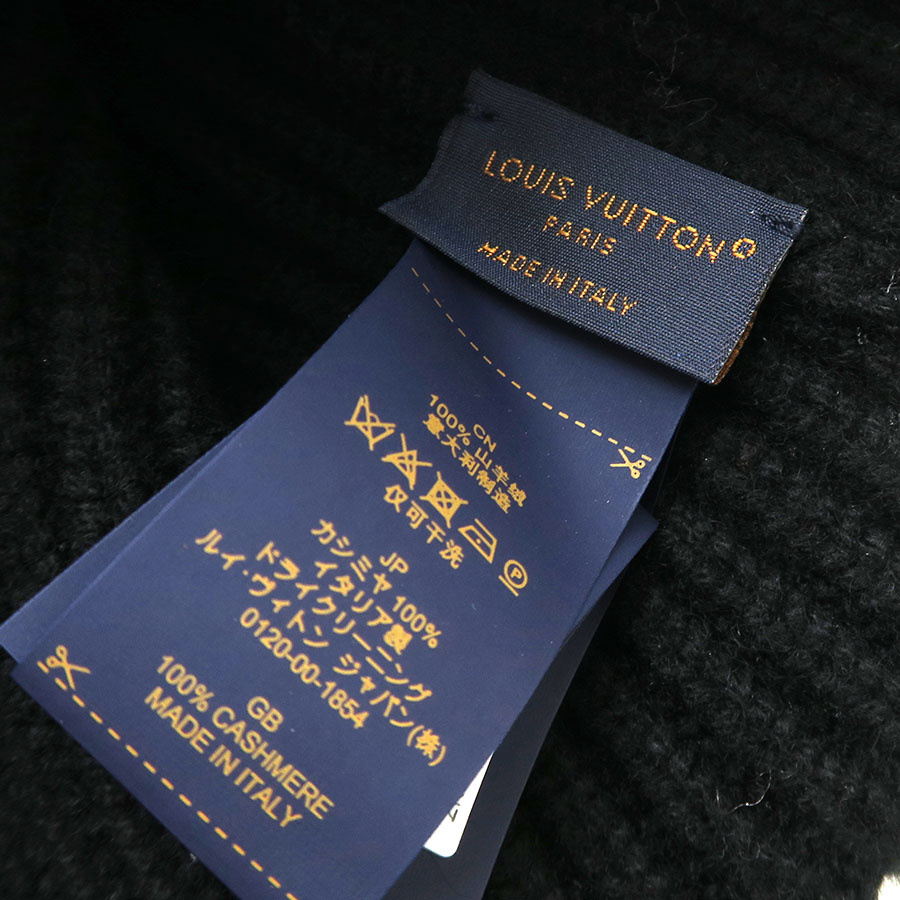 LOUIS VUITTON
PARIS
MADE IN ITALY
CN
100% 山羊绒
意大利制造
仅可干洗
P
JP
カシミヤ 100%
イタリア製
ドライクリーニング
ルイ・ヴィトン ジャパン(株)
0120-00-1854
GB
100% CASHMERE
MADE IN ITALY